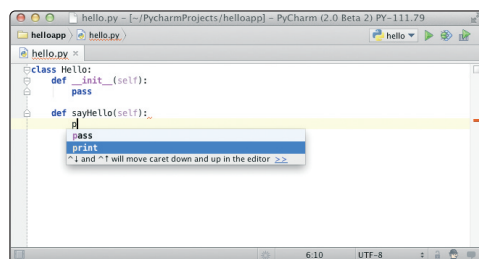 hello.py - [~/PycharmProjects/helloapp] - PyCharm (2.0 Beta 2) PY-111.79
helloapp hello.py hello
hello.py
class Hello:
def __init__(self):
pass
def sayHello(self):
p
pass
print
^↓ and ^↑ will move caret down and up in the editor >>
6:10 UTF-8